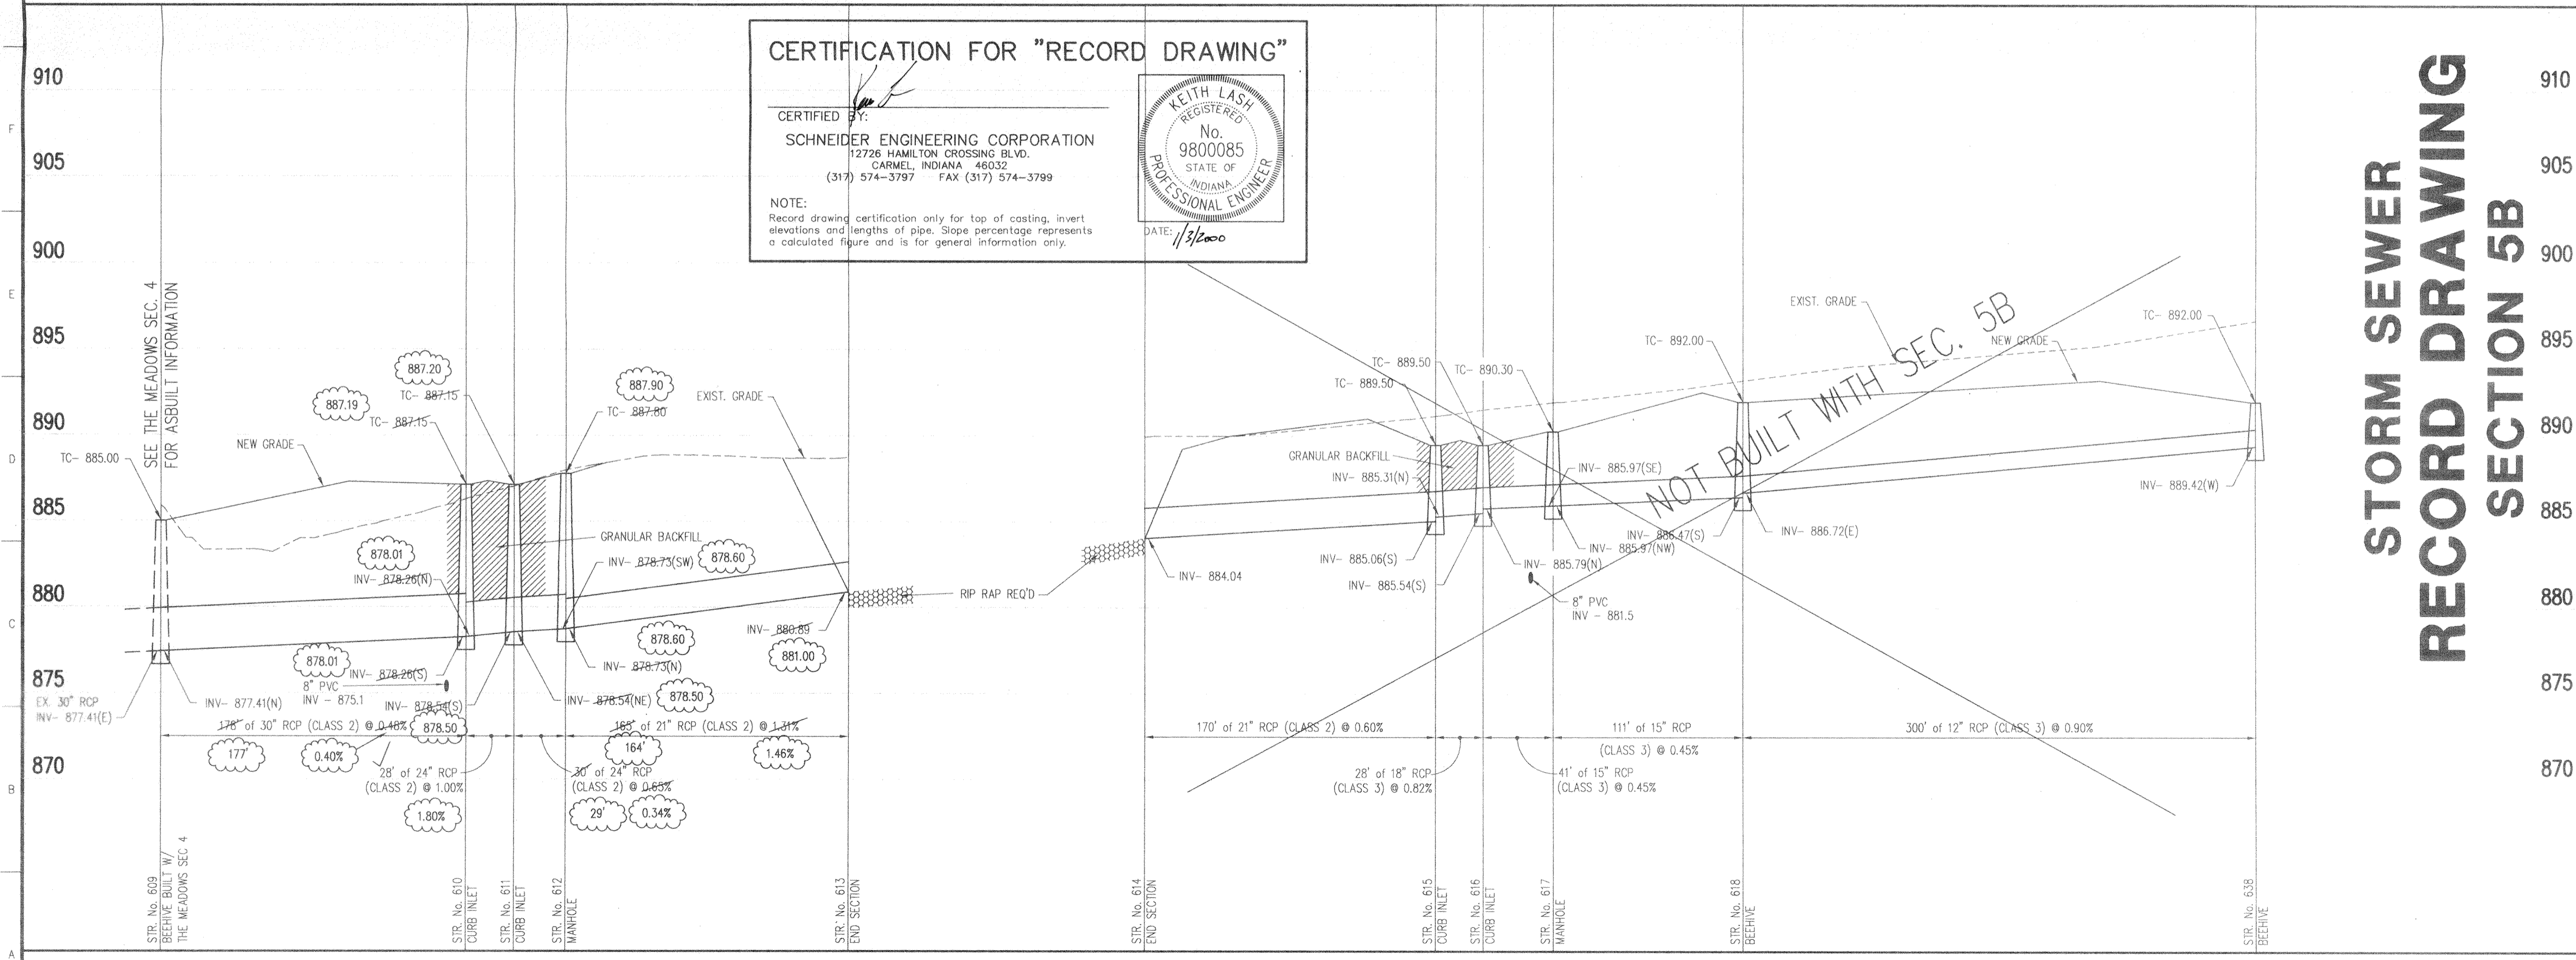 CERTIFICATION FOR "RECORD DRAWING"
CERTIFIED BY:
SCHNEIDER ENGINEERING CORPORATION
12726 HAMILTON CROSSING BLVD.
CARMEL, INDIANA 46032
(317) 574-3797 FAX (317) 574-3799
NOTE:
Record drawing certification only for top of casting, invert
elevations and lengths of pipe. Slope percentage represents
a calculated figure and is for general information only.
KEITH LASH
REGISTERED
No.
9800085
STATE OF
INDIANA
PROFESSIONAL ENGINEER
DATE: 1/3/2000
910
905
900
895
890
885
880
875
870
F
E
D
C
B
A
SEE THE MEADOWS SEC. 4
FOR ASBUILT INFORMATION
TC- 885.00
NEW GRADE
887.19
887.20
TC- 887.15
TC- 887.15
887.90
TC- 887.80
EXIST. GRADE
GRANULAR BACKFILL
878.01
INV- 878.26(N)
INV- 878.73(SW)
878.60
878.01
INV- 878.26(S)
8" PVC
INV - 875.1
878.60
INV- 878.73(N)
INV- 880.89
881.00
EX. 30" RCP
INV- 877.41(E)
INV- 877.41(N)
INV- 878.54(S)
878.50
INV- 878.54(NE)
878.50
178' of 30" RCP (CLASS 2) @ 0.48%
177'
0.40%
28' of 24" RCP
(CLASS 2) @ 1.00%
1.80%
30' of 24" RCP
(CLASS 2) @ 0.65%
29'
0.34%
165' of 21" RCP (CLASS 2) @ 1.31%
164'
1.46%
RIP RAP REQ'D
STR. No. 609
BEEHIVE BUILT W/
THE MEADOWS SEC 4
STR. No. 610
CURB INLET
STR. No. 611
CURB INLET
STR. No. 612
MANHOLE
STR. No. 613
END SECTION
STR. No. 614
END SECTION
STR. No. 615
CURB INLET
STR. No. 616
CURB INLET
STR. No. 617
MANHOLE
STR. No. 618
BEEHIVE
STR. No. 638
BEEHIVE
EXIST. GRADE
NEW GRADE
NOT BUILT WITH SEC. 5B
TC- 889.50
TC- 889.50
TC- 890.30
TC- 892.00
TC- 892.00
GRANULAR BACKFILL
INV- 885.31(N)
INV- 885.97(SE)
INV- 884.04
INV- 885.06(S)
INV- 885.54(S)
INV- 885.79(N)
INV- 885.97(NW)
INV- 886.47(S)
INV- 886.72(E)
INV- 889.42(W)
8" PVC
INV - 881.5
170' of 21" RCP (CLASS 2) @ 0.60%
28' of 18" RCP
(CLASS 3) @ 0.82%
41' of 15" RCP
(CLASS 3) @ 0.45%
111' of 15" RCP
(CLASS 3) @ 0.45%
300' of 12" RCP (CLASS 3) @ 0.90%
STORM SEWER
RECORD DRAWING
SECTION 5B
910
905
900
895
890
885
880
875
870